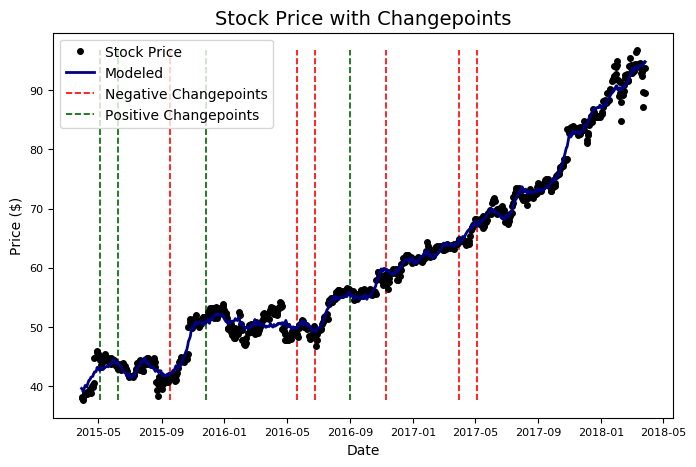 Stock Price with Changepoints
Stock Price
Modeled
Negative Changepoints
Positive Changepoints
Price ($)
90
80
70
60
50
40
2015-05 2015-09 2016-01 2016-05 2016-09 2017-01 2017-05 2017-09 2018-01 2018-05
Date